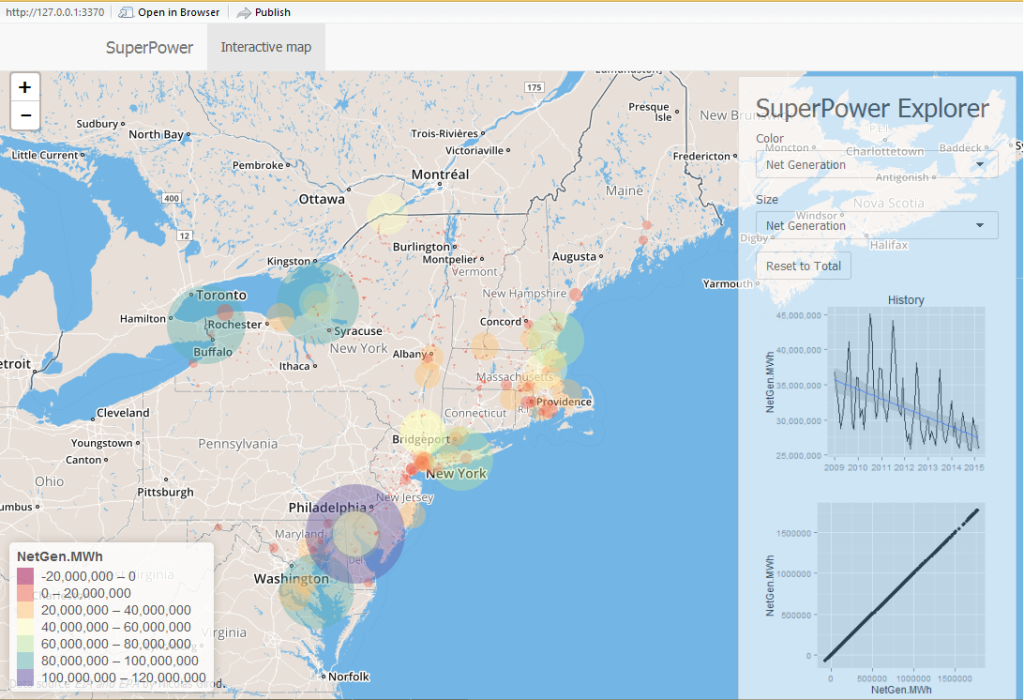 http://127.0.0.1:3370 Open in Browser Publish
SuperPower Interactive map
+
−
SuperPower Explorer
Color
Net Generation
Size
Net Generation
Reset to Total
History
NetGen.MWh
45,000,000
40,000,000
35,000,000
30,000,000
25,000,000
2009 2010 2011 2012 2013 2014 2015
NetGen.MWh
1500000
1000000
500000
0
0 500000 1000000 1500000
NetGen.MWh
175
Presque
Isle
Sudbury
North Bay
Trois-Rivières
Victoriaville
Little Current
Pembroke
Montréal
Fredericton
Moncton
Charlottetown
Baddeck
Antigonish
400
Ottawa
Maine
Nova Scotia
12
Windsor
Digby
Halifax
Burlington
Montpelier
Kingston
Augusta
Vermont
Yarmouth
Toronto
New Hampshire
Hamilton
Rochester
Syracuse
Concord
Buffalo
New York
Albany
Ithaca
Massachusetts
Providence
R.I.
Connecticut
Cleveland
Bridgeport
Youngstown
Pennsylvania
Canton
New York
Ohio
Pittsburgh
New Jersey
Philadelphia
Maryland
Del
Washington
Virginia
Norfolk
NetGen.MWh
-20,000,000 – 0
0 – 20,000,000
20,000,000 – 40,000,000
40,000,000 – 60,000,000
60,000,000 – 80,000,000
80,000,000 – 100,000,000
100,000,000 – 120,000,000